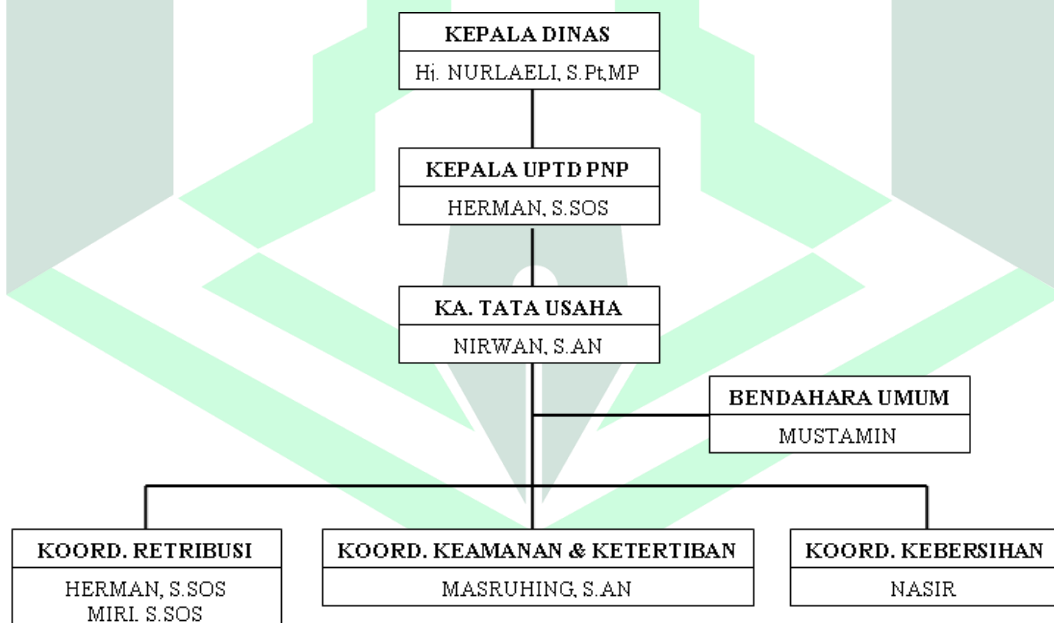 KEPALA DINAS
Hj. NURLAELI, S.Pt,MP
KEPALA UPTD PNP
HERMAN, S.SOS
KA. TATA USAHA
NIRWAN, S.AN
BENDAHARA UMUM
MUSTAMIN
KOORD. RETRIBUSI
HERMAN, S.SOS
MIRI, S.SOS
KOORD. KEAMANAN & KETERTIBAN
MASRUHING, S.AN
KOORD. KEBERSIHAN
NASIR